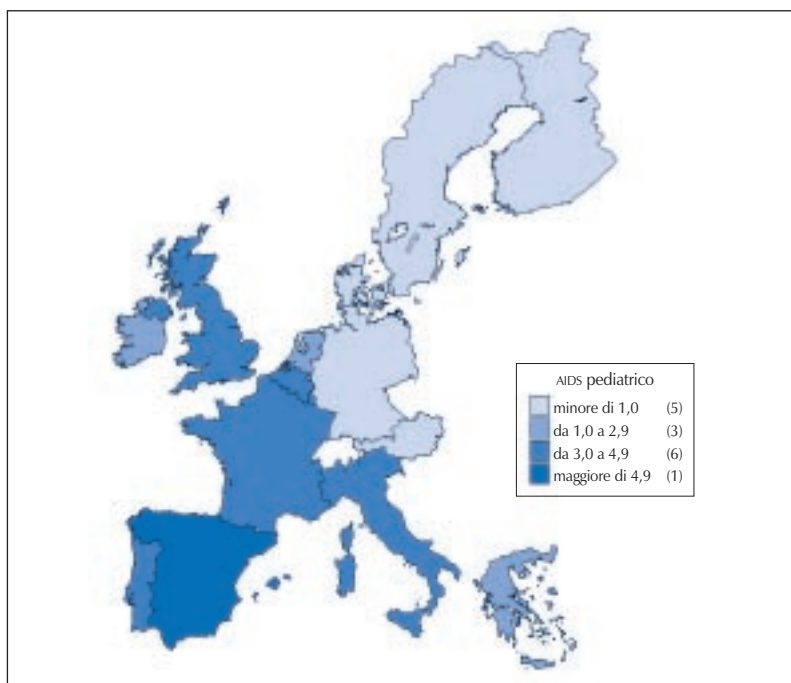 AIDS pediatrico
minore di 1,0 (5)
da 1,0 a 2,9 (3)
da 3,0 a 4,9 (6)
maggiore di 4,9 (1)